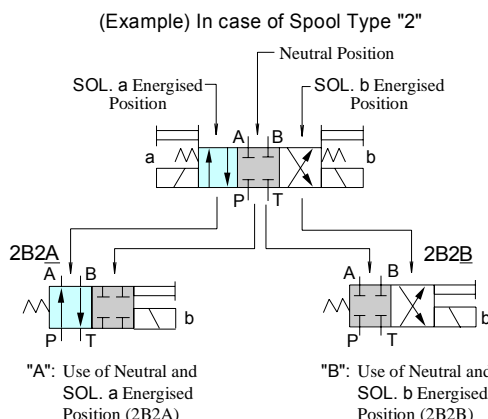 (Example) In case of Spool Type "2"
Neutral Position
SOL. a Energised
Position
SOL. b Energised
Position
A B
a b
P T
2B2A
A B
b
P T
2B2B
A B
b
P T
"A": Use of Neutral and
SOL. a Energised
Position (2B2A)
"B": Use of Neutral and
SOL. b Energised
Position (2B2B)